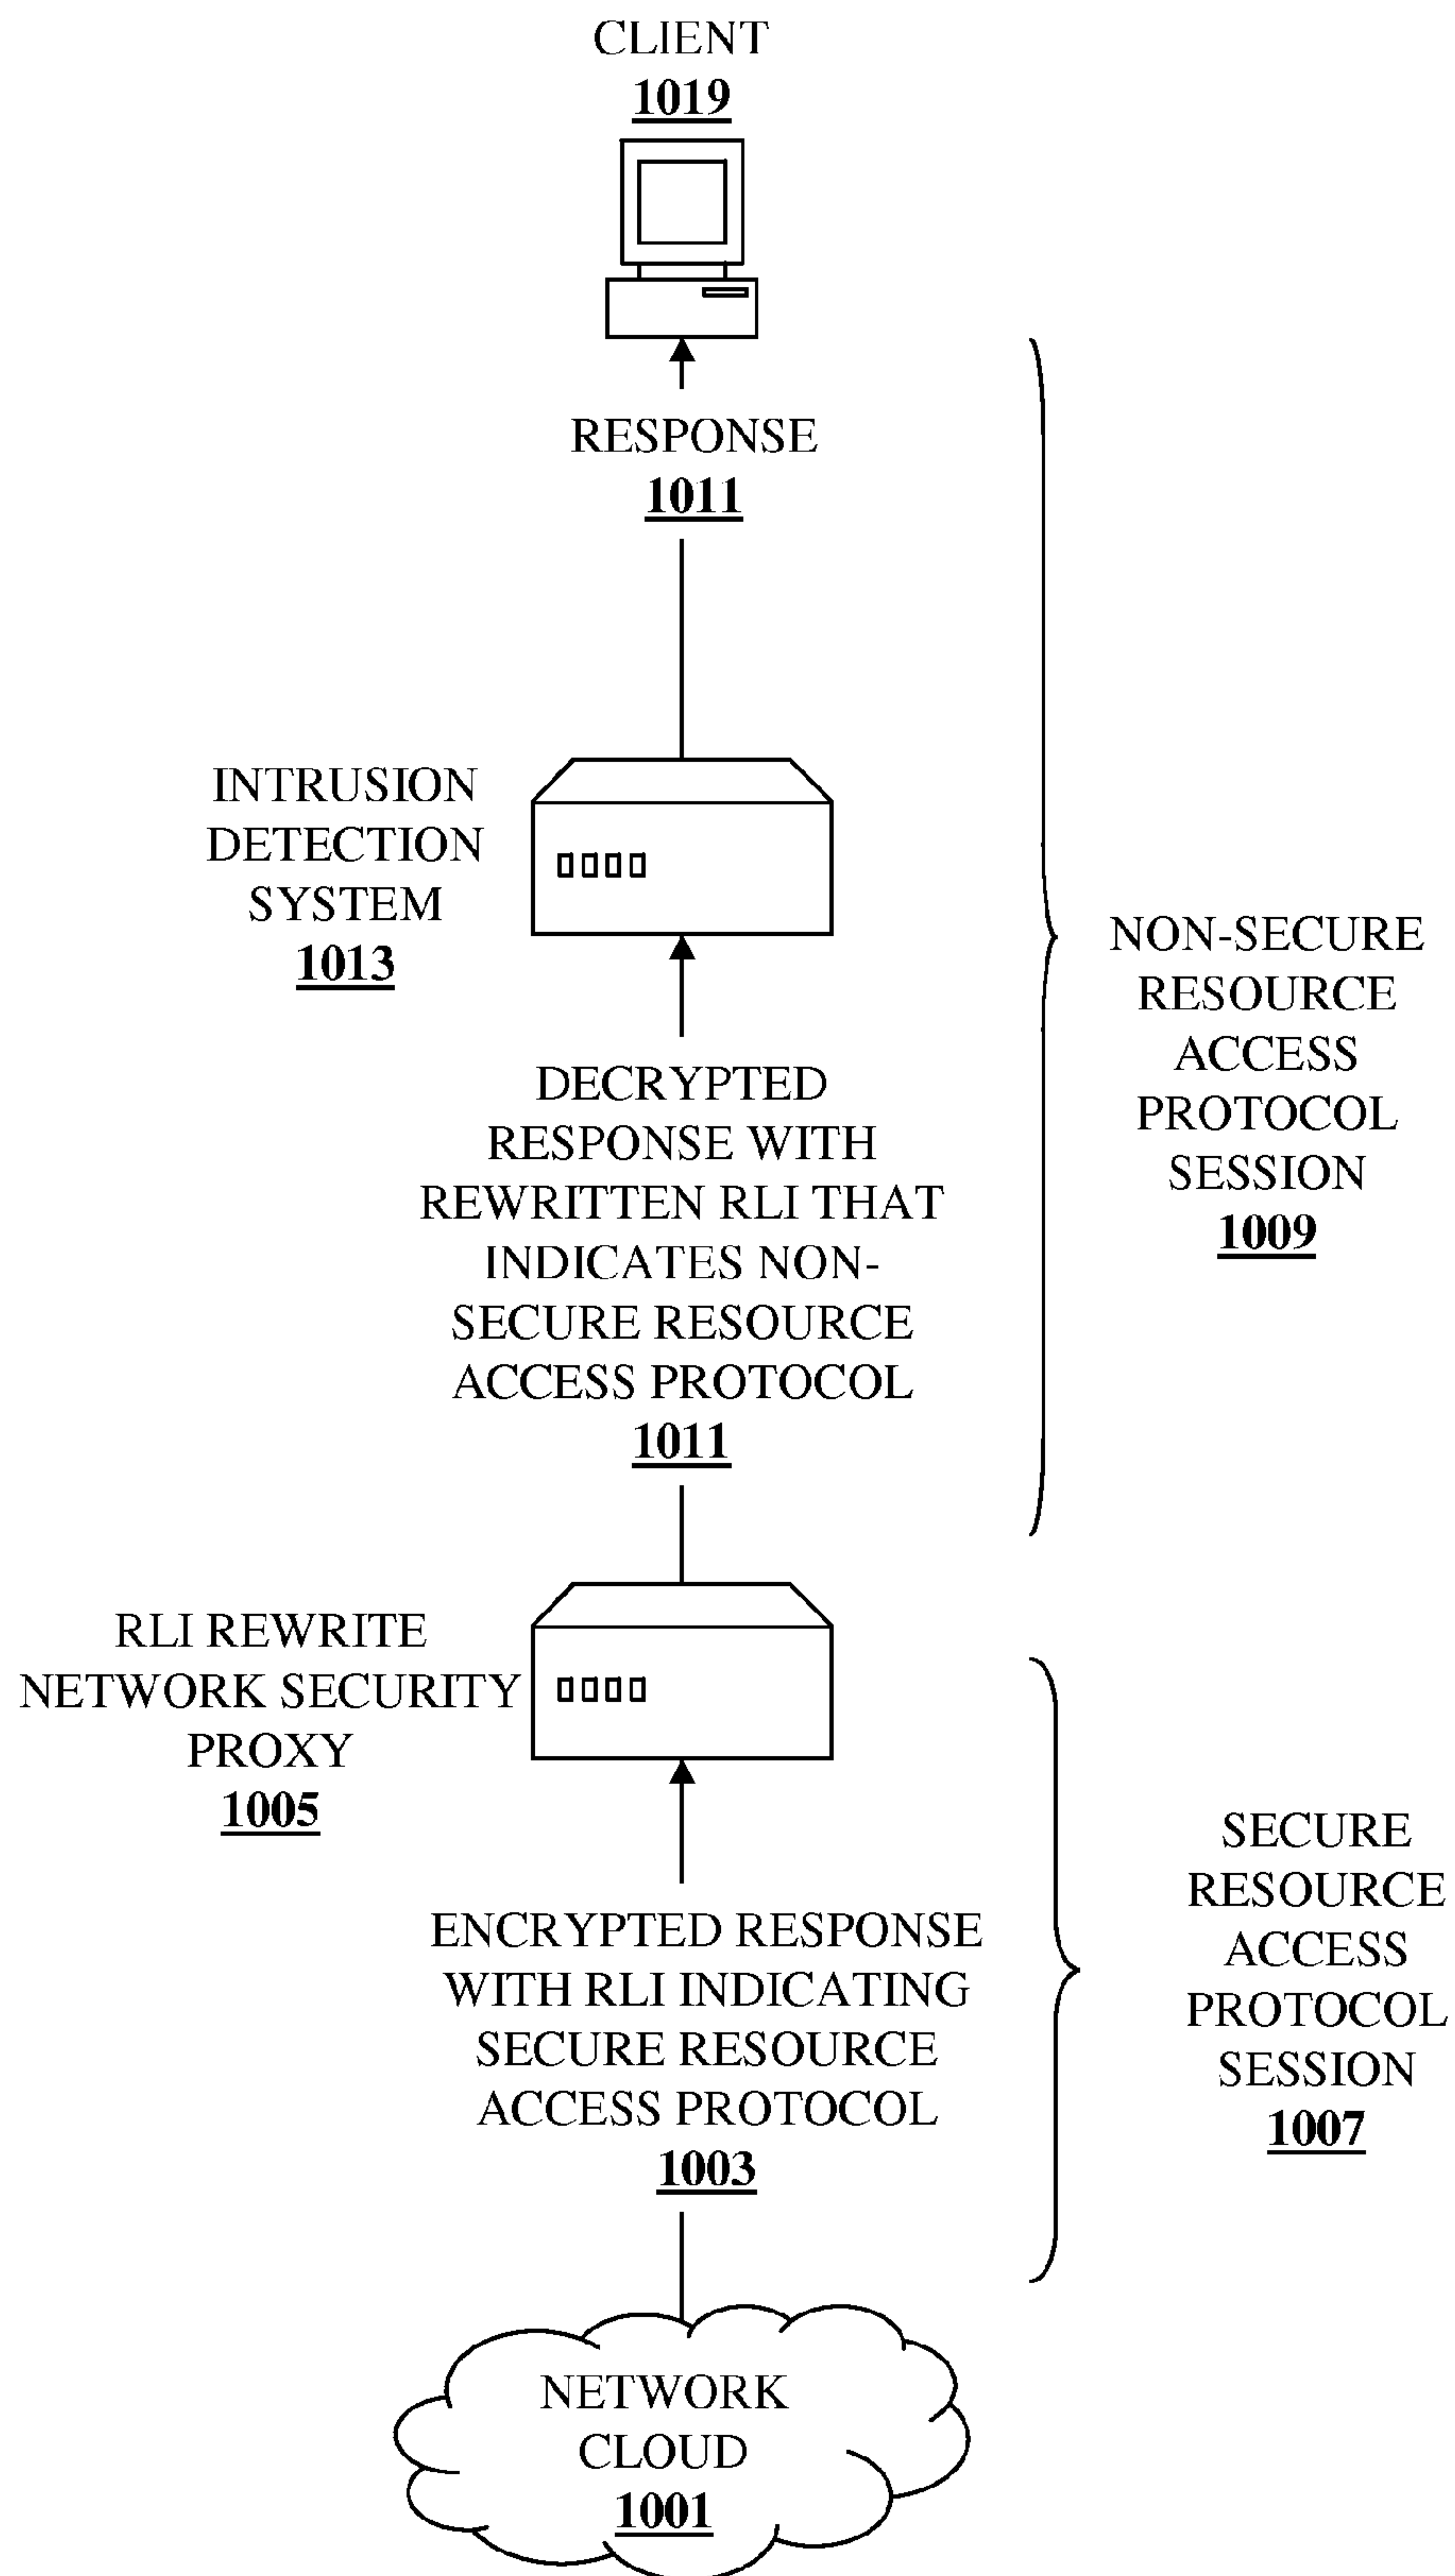 CLIENT
1019
RESPONSE
1011
INTRUSION
DETECTION
SYSTEM
1013
NON-SECURE
RESOURCE
ACCESS
PROTOCOL
SESSION
1009
DECRYPTED
RESPONSE WITH
REWRITTEN RLI THAT
INDICATES NON-
SECURE RESOURCE
ACCESS PROTOCOL
1011
RLI REWRITE
NETWORK SECURITY
PROXY
1005
SECURE
RESOURCE
ACCESS
PROTOCOL
SESSION
1007
ENCRYPTED RESPONSE
WITH RLI INDICATING
SECURE RESOURCE
ACCESS PROTOCOL
1003
NETWORK
CLOUD
1001